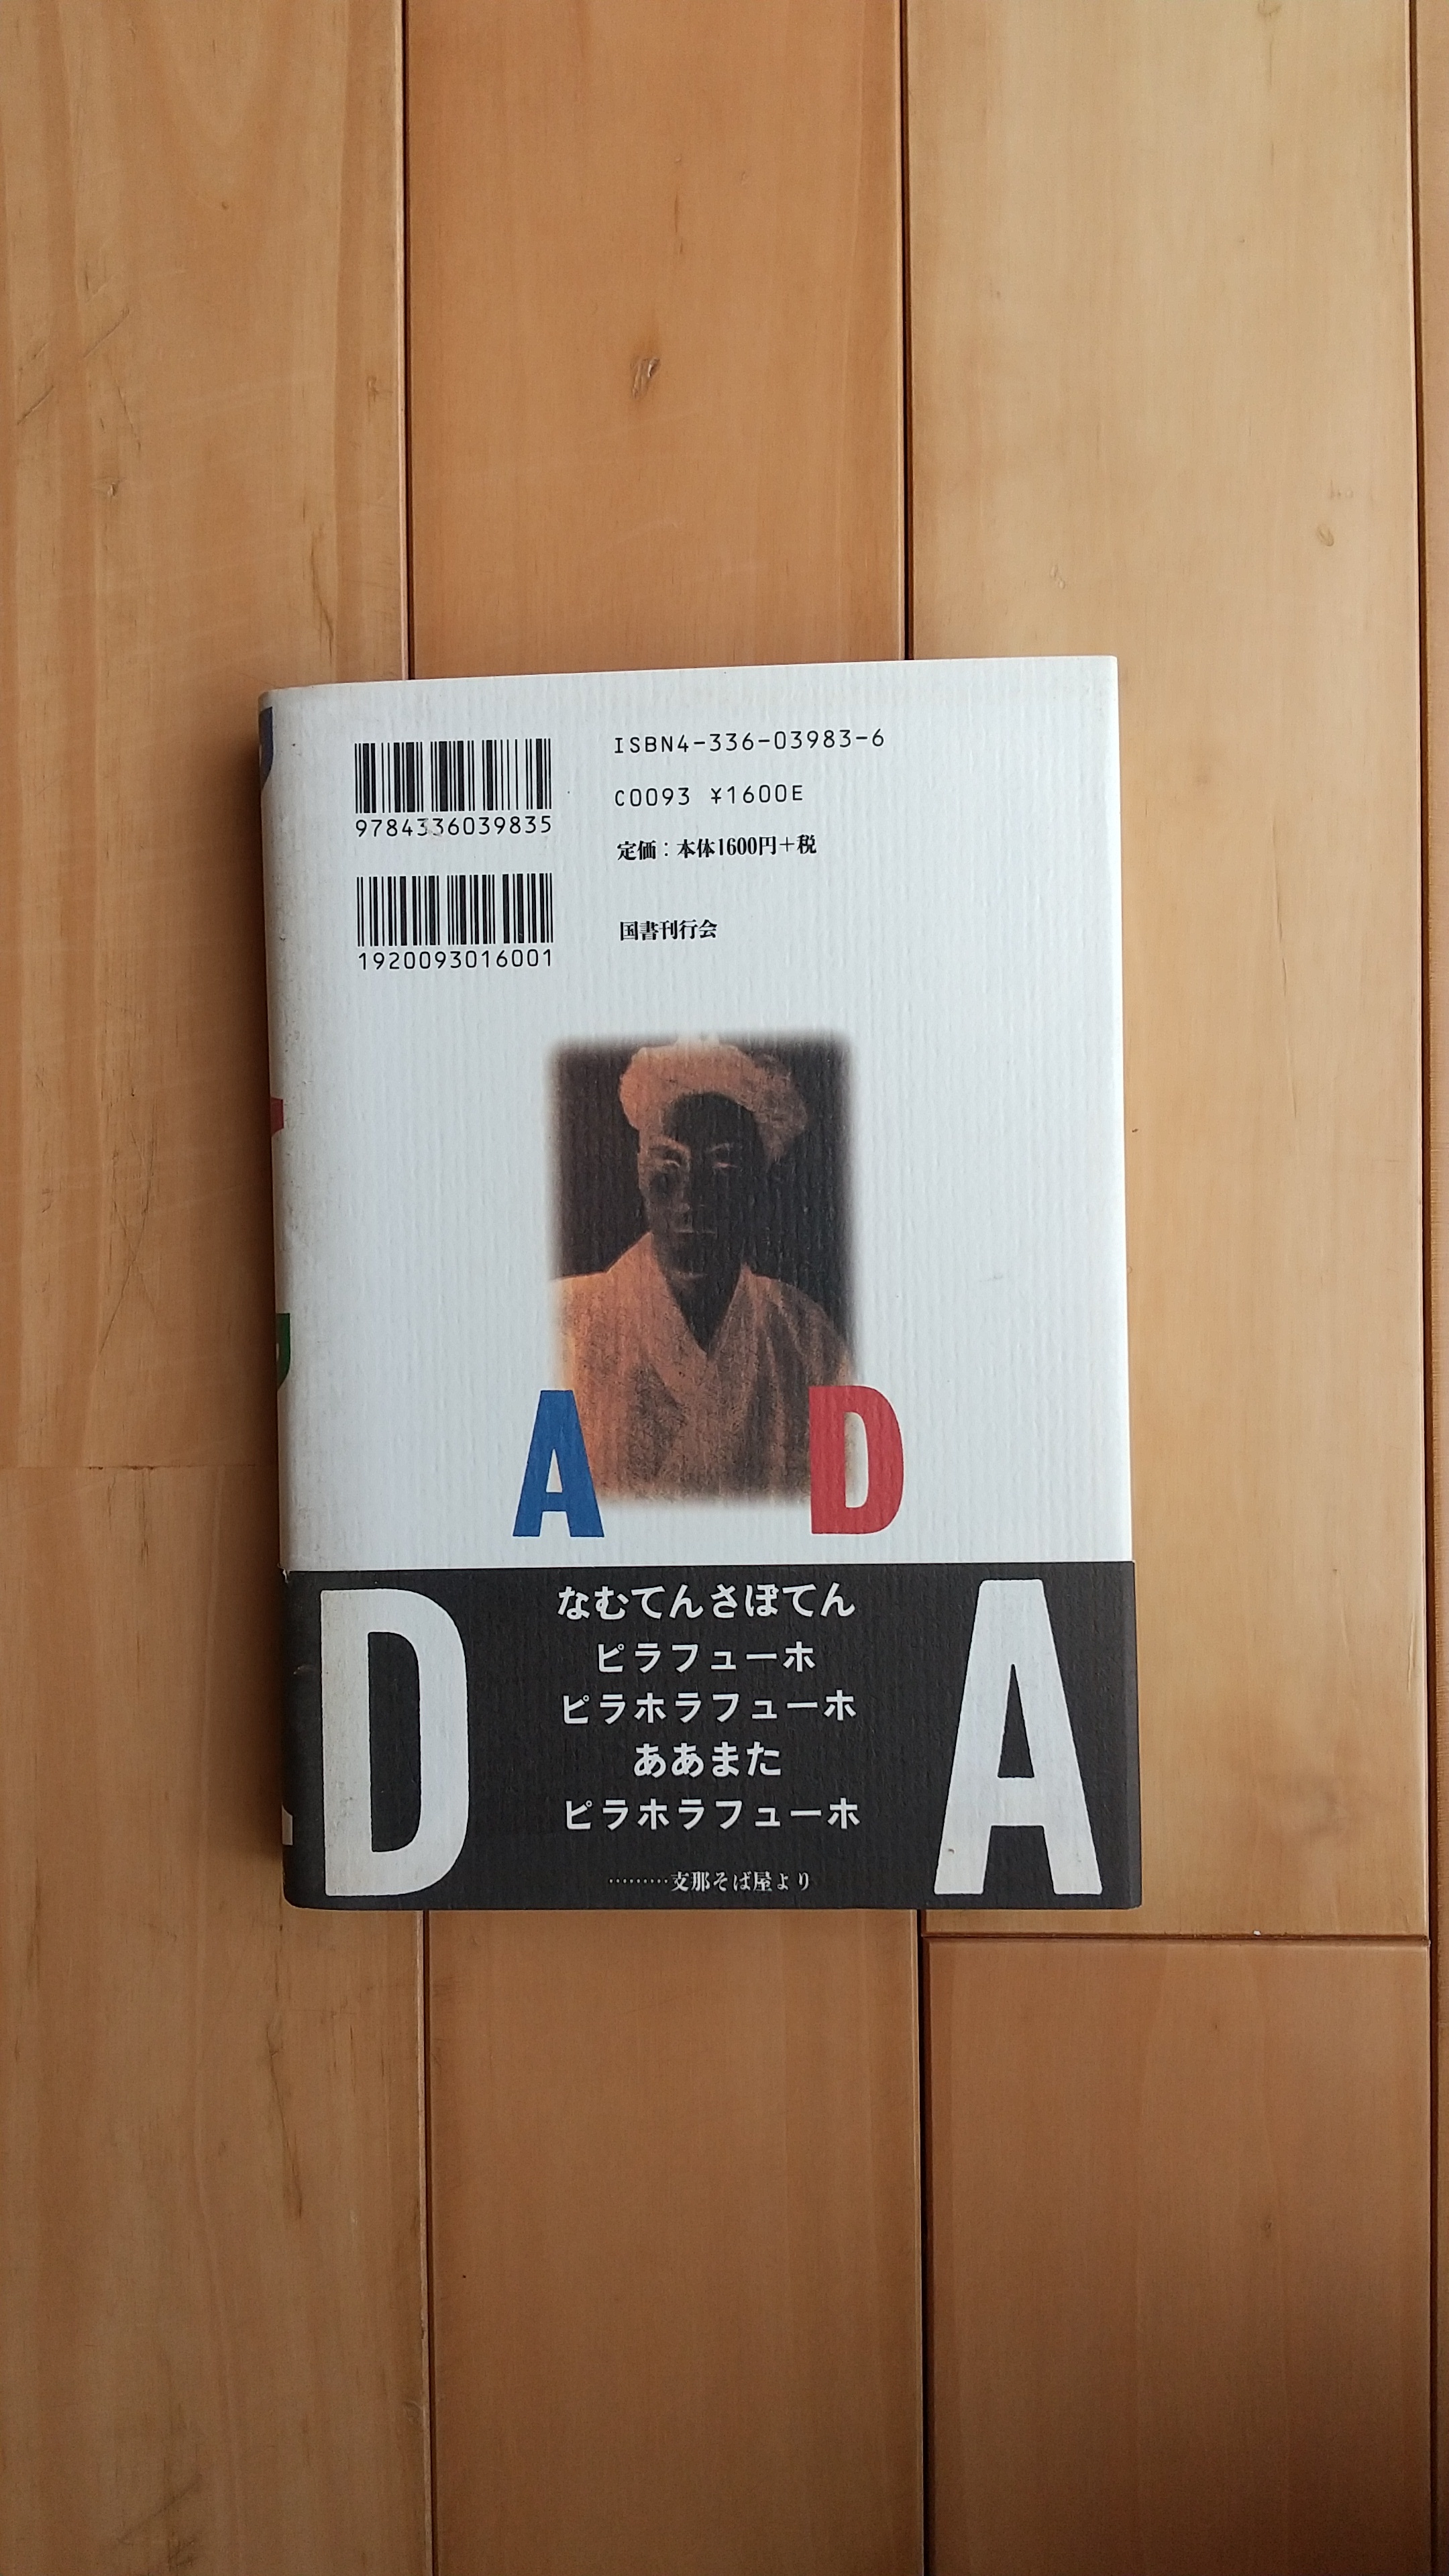 ISBN4-336-03983-6
9784336039835
C0093 ¥1600E
定価：本体1600円+税
1920093016001
国書刊行会
A D
D A
なむてんさぽてん
ピラフューホ
ピラホラフューホ
ああまた
ピラホラフューホ
………支那そば屋より